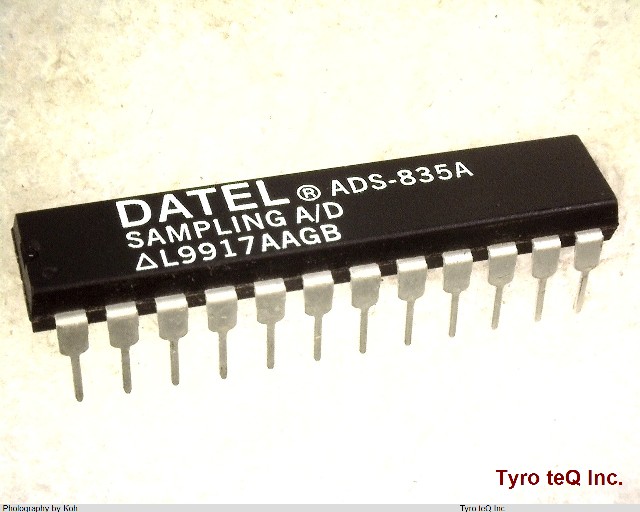 DATEL ® ADS-835A
SAMPLING A/D
ΔL9917AAGB
Tyro teQ Inc.
Photography by Koh
Tyro teQ Inc